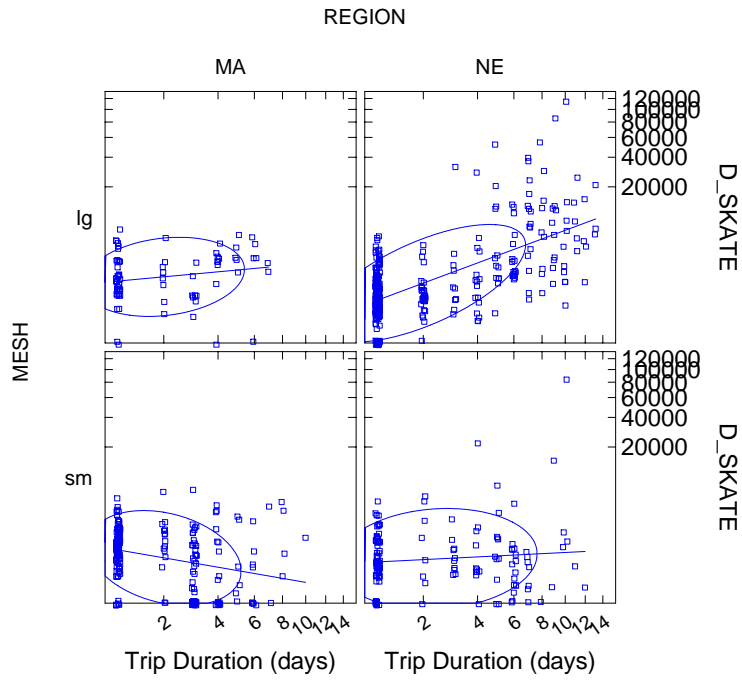 REGION
MA NE
MESH
lg
120000
100000
80000
60000
40000
20000
D_SKATE
sm
120000
100000
80000
60000
40000
20000
D_SKATE
2 4 6 8 10 12 14 2 4 6 8 10 12 14
Trip Duration (days) Trip Duration (days)